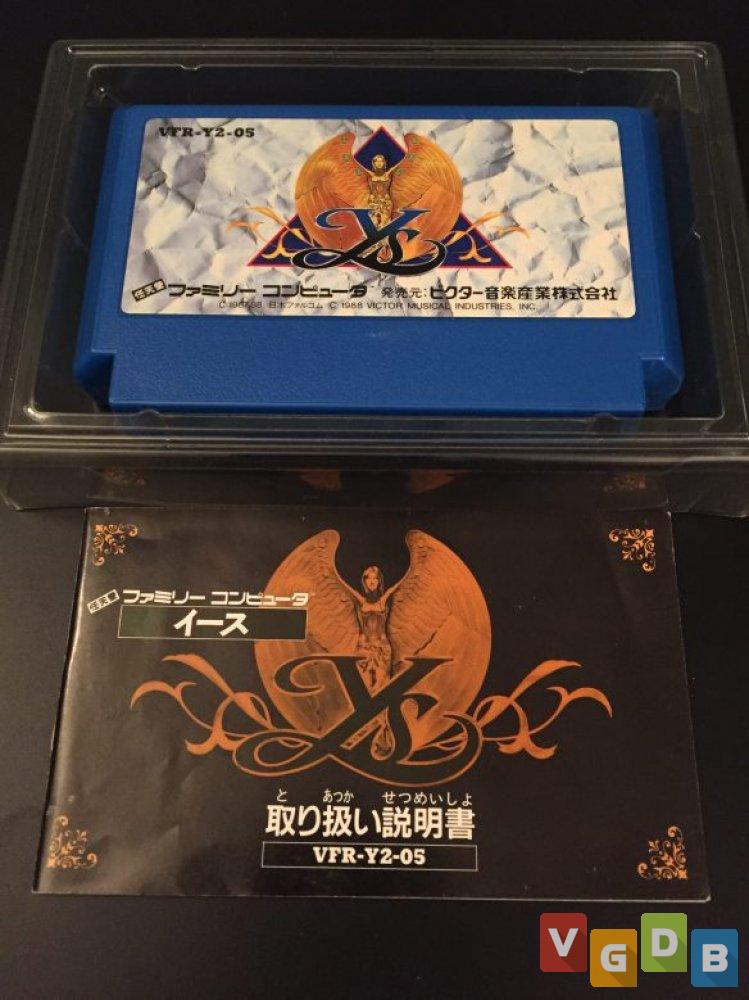 VFR-Y2-05
Ys
任天堂 ファミリー コンピュータ™ 発売元:ビクター音楽産業株式会社
© 1987.88 日本ファルコム © 1988 VICTOR MUSICAL INDUSTRIES, INC.
任天堂 ファミリー コンピュータ™
イース
Ys
と あつか せつめいしょ
取り扱い説明書
VFR-Y2-05
VGDB